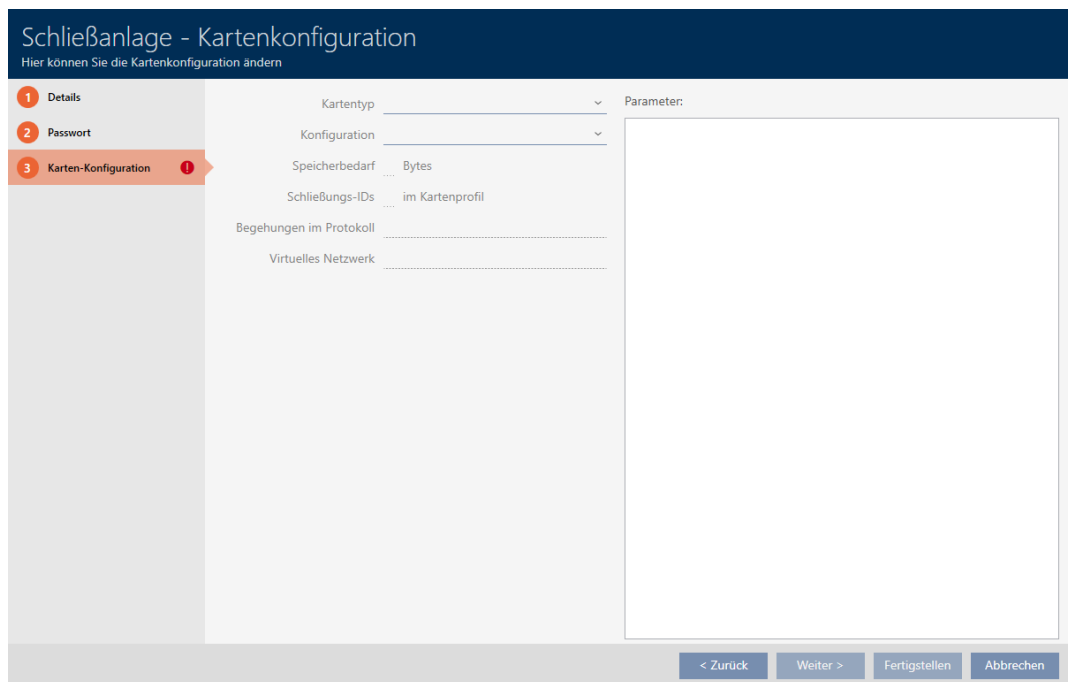 Schließanlage - Kartenkonfiguration
Hier können Sie die Kartenkonfiguration ändern
1 Details
2 Passwort
3 Karten-Konfiguration !
Kartentyp
Konfiguration
Speicherbedarf .... Bytes
Schließungs-IDs .... im Kartenprofil
Begehungen im Protokoll
Virtuelles Netzwerk
Parameter:
< Zurück
Weiter >
Fertigstellen
Abbrechen